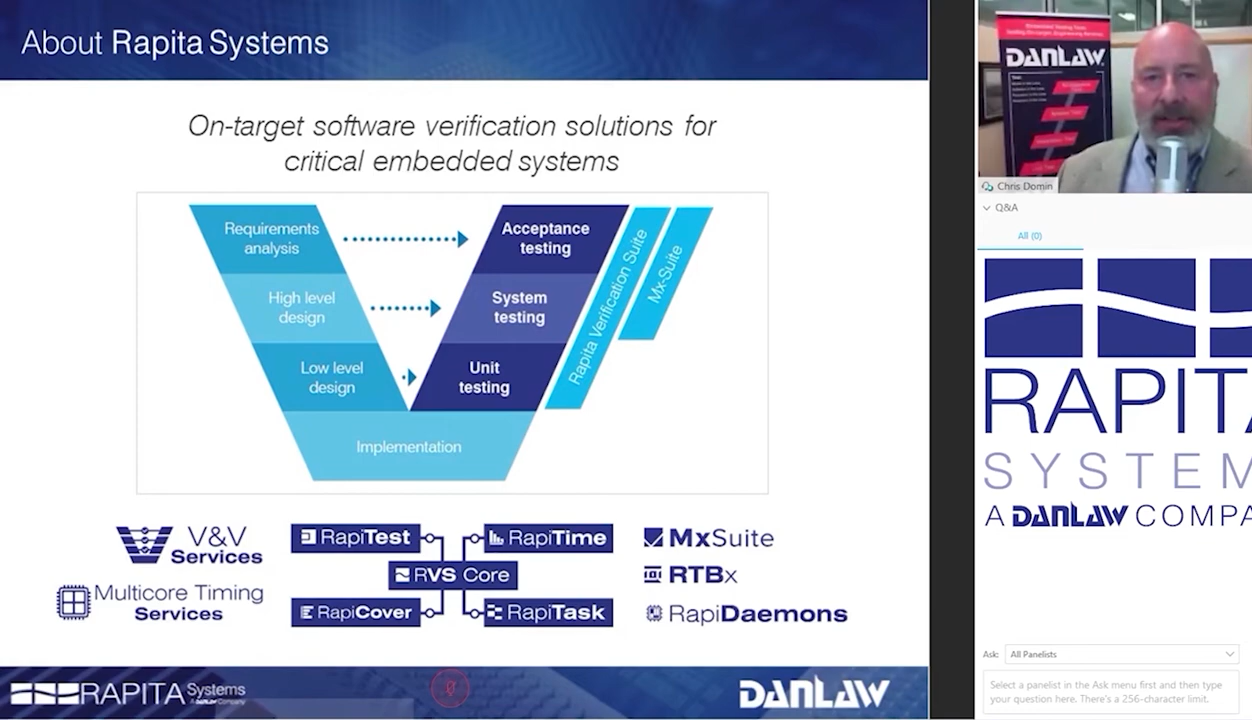 About Rapita Systems
On-target software verification solutions for
critical embedded systems
Requirements
analysis
Acceptance
testing
High level
design
System
testing
Low level
design
Unit
testing
Implementation
Rapita Verification Suite
Mx-Suite
V&V
Services
Multicore Timing
Services
RapiTest
RapiTime
RVS Core
RapiCover
RapiTask
MxSuite
RTBx
RapiDaemons
RAPITA Systems
A DANLAW Company
DANLAW
DANLAW
Chris Domin
Q&A
All (0)
RAPITA
SYSTEM
A DANLAW COMPA
Ask:
All Panelists
Select a panelist in the Ask menu first and then type
your question here. There's a 256-character limit.